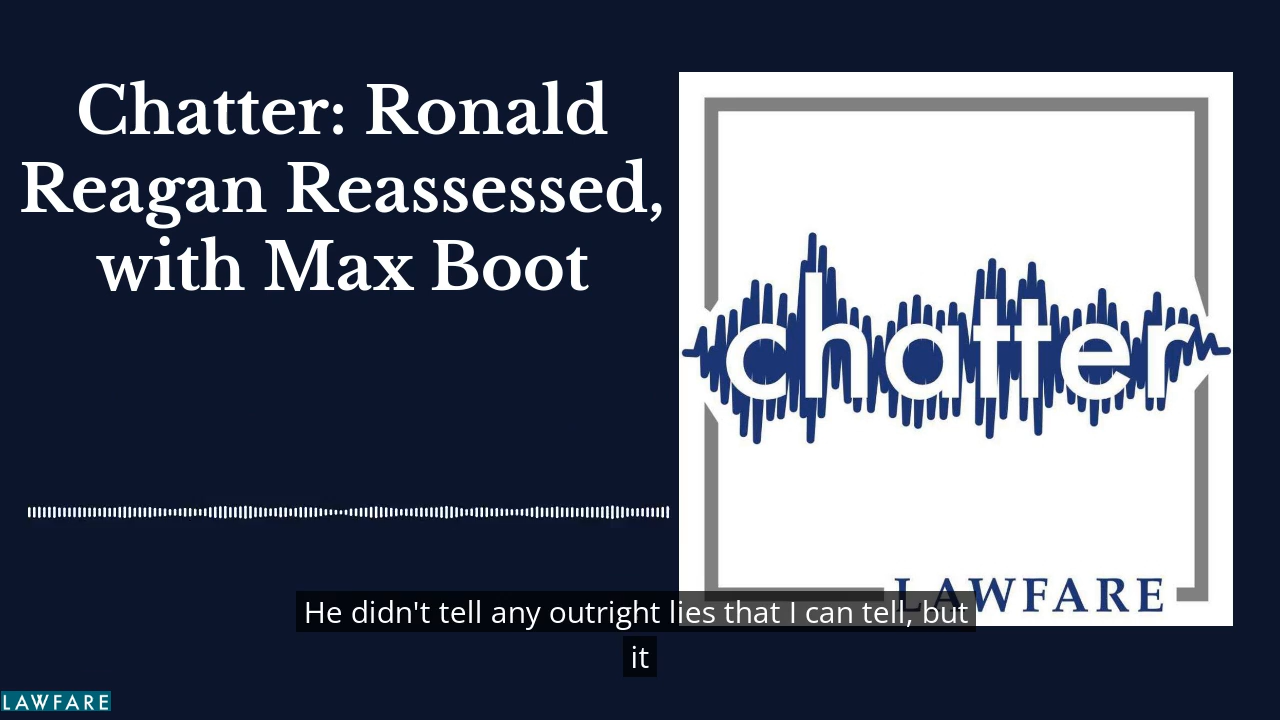 Chatter: Ronald
Reagan Reassessed,
with Max Boot
chatter
LAWFARE
He didn't tell any outright lies that I can tell, but
it
LAWFARE